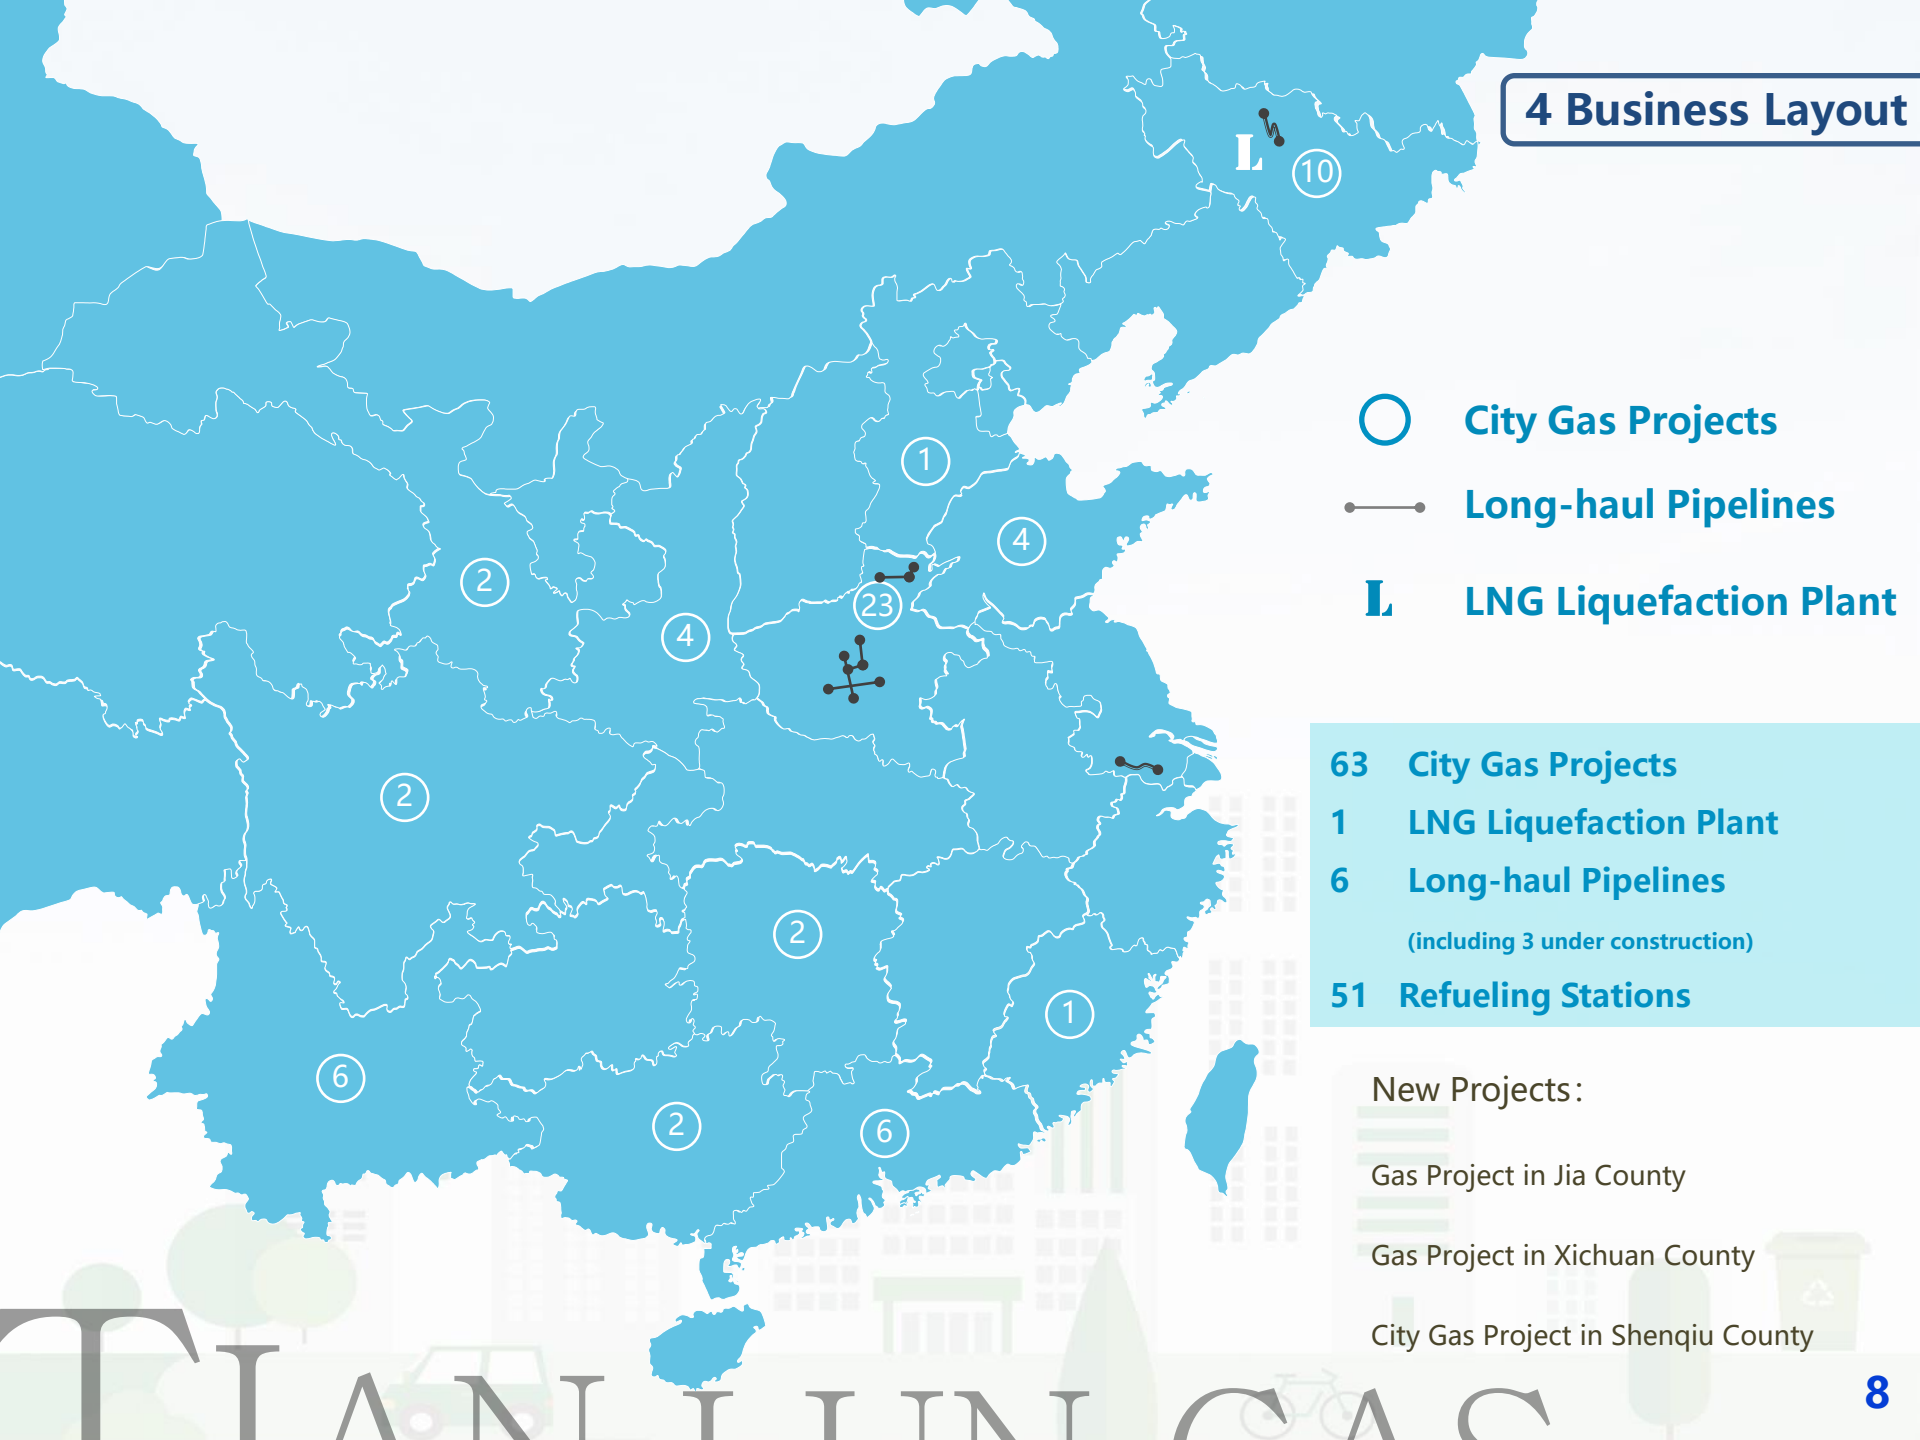 4 Business Layout
L
10
City Gas Projects
1
Long-haul Pipelines
4
2
L LNG Liquefaction Plant
23
4
63 City Gas Projects
2
1 LNG Liquefaction Plant
6 Long-haul Pipelines
2
(including 3 under construction)
51 Refueling Stations
1
6
New Projects:
2
6
Gas Project in Jia County
Gas Project in Xichuan County
City Gas Project in Shenqiu County
8
TIAN LUN GAS